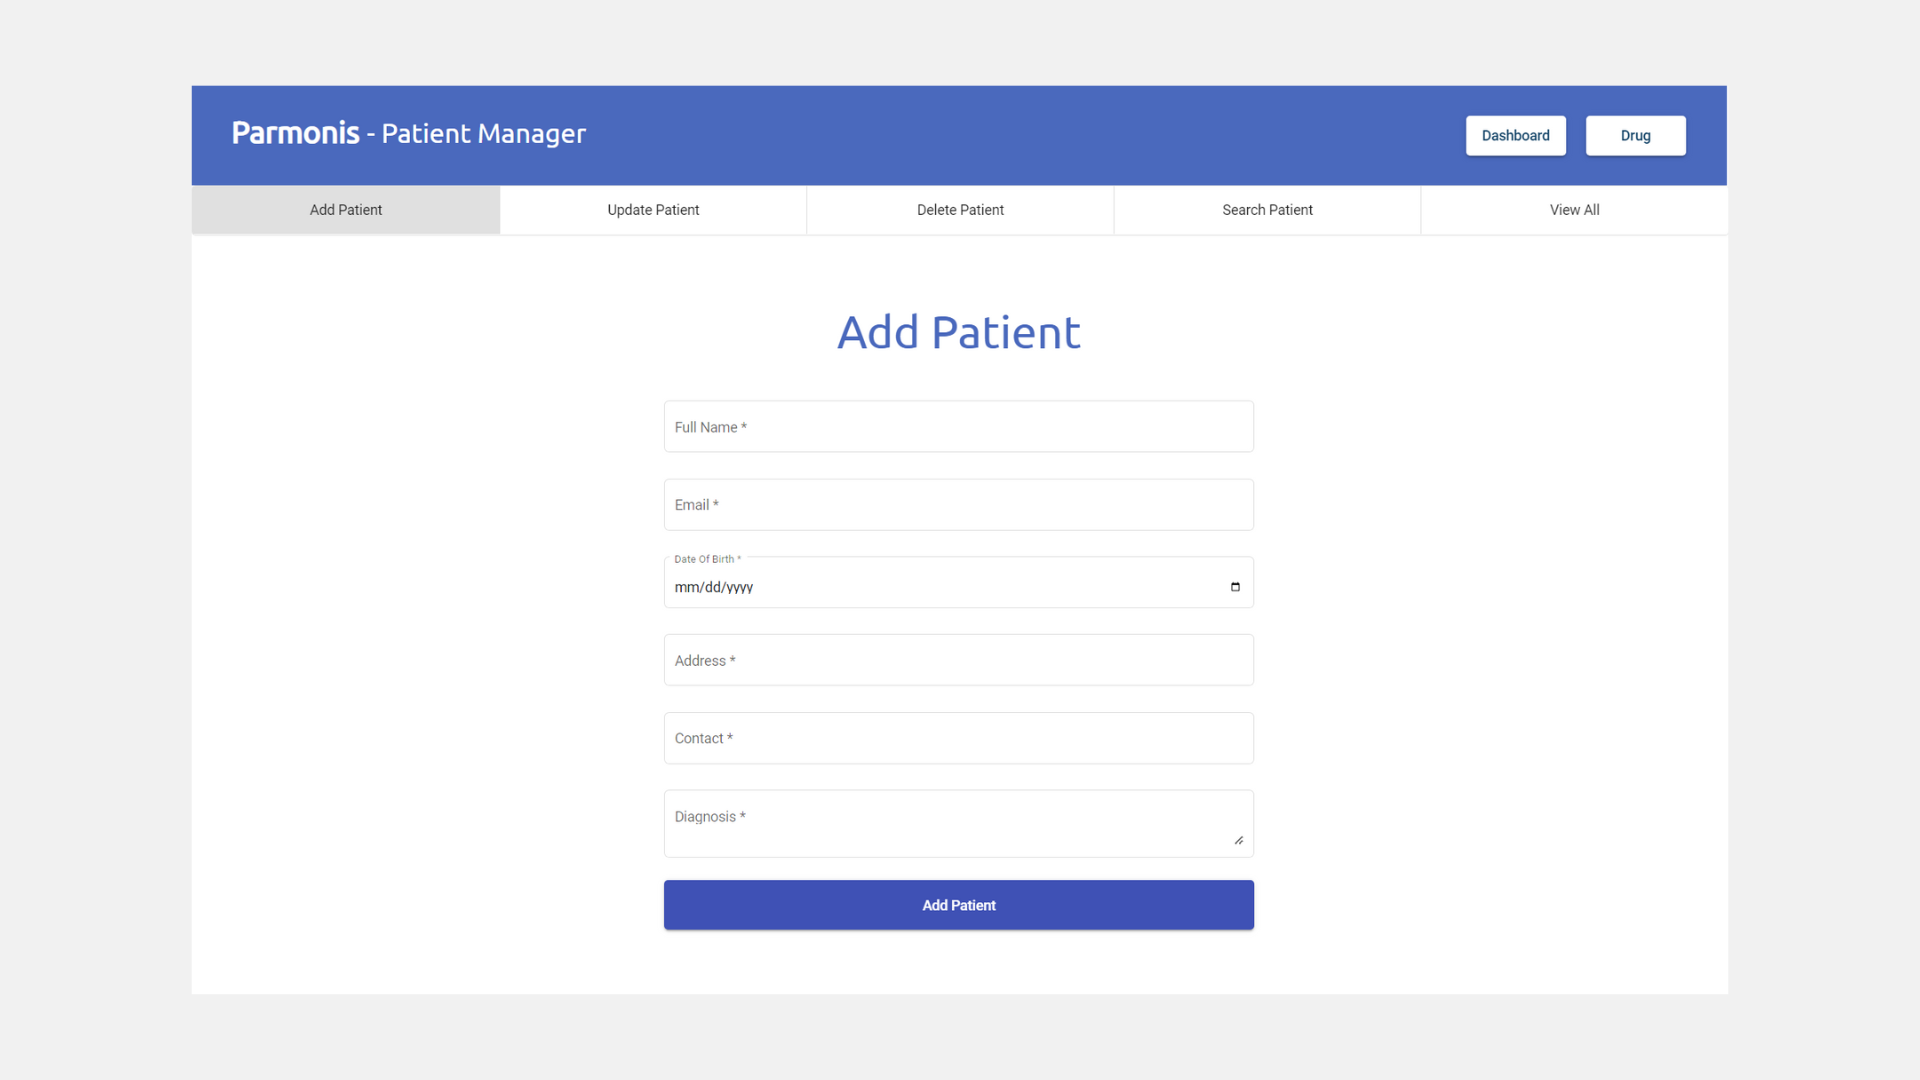 Parmonis - Patient Manager
Dashboard
Drug
Add Patient
Update Patient
Delete Patient
Search Patient
View All
Add Patient
Full Name *
Email *
Date Of Birth *
mm/dd/yyyy
Address *
Contact *
Diagnosis *
Add Patient